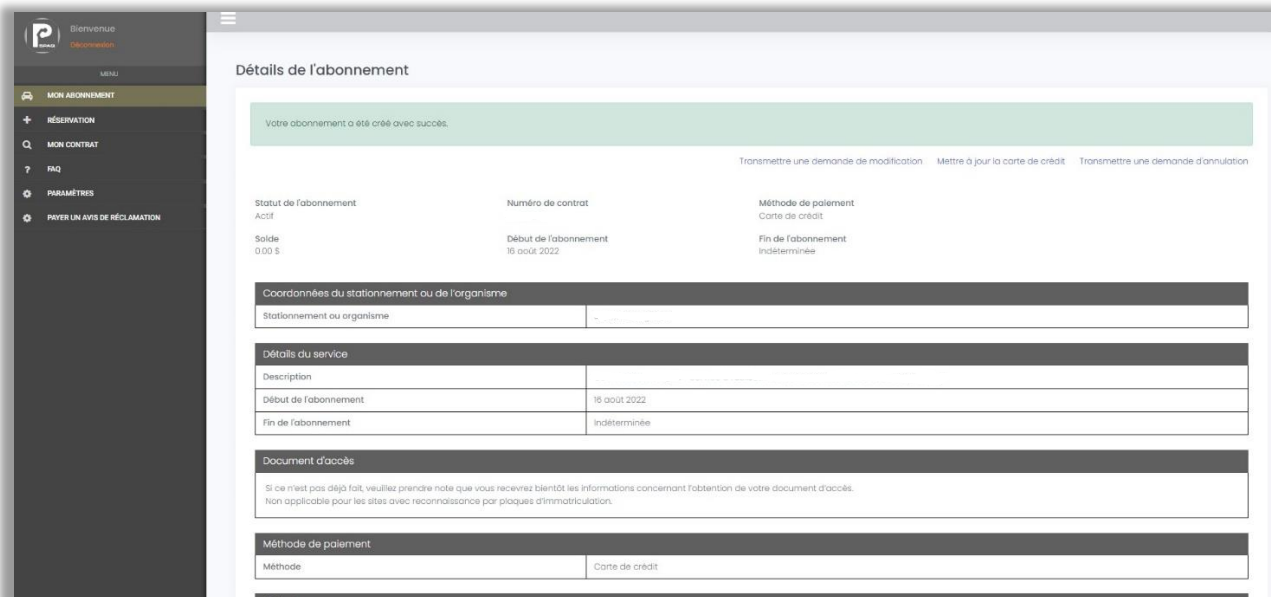 P
ESPACE
Bienvenue
Déconnexion
MENU
MON ABONNEMENT
RÉSERVATION
MON CONTRAT
FAQ
PARAMÈTRES
PAYER UN AVIS DE RÉCLAMATION
Détails de l'abonnement
Votre abonnement a été créé avec succès.
Transmettre une demande de modification Mettre à jour la carte de crédit Transmettre une demande d'annulation
Statut de l'abonnement Numéro de contrat Méthode de paiement
Actif Carte de crédit
Solde Début de l'abonnement Fin de l'abonnement
0.00 $ 16 août 2022 Indéterminée
Coordonnées du stationnement ou de l'organisme
Stationnement ou organisme
Détails du service
Description
Début de l'abonnement 16 août 2022
Fin de l'abonnement Indéterminée
Document d'accès
Si ce n'est pas déjà fait, veuillez prendre note que vous recevrez bientôt les informations concernant l'obtention de votre document d'accès.
Non applicable pour les sites avec reconnaissance par plaques d'immatriculation.
Méthode de paiement
Méthode Carte de crédit